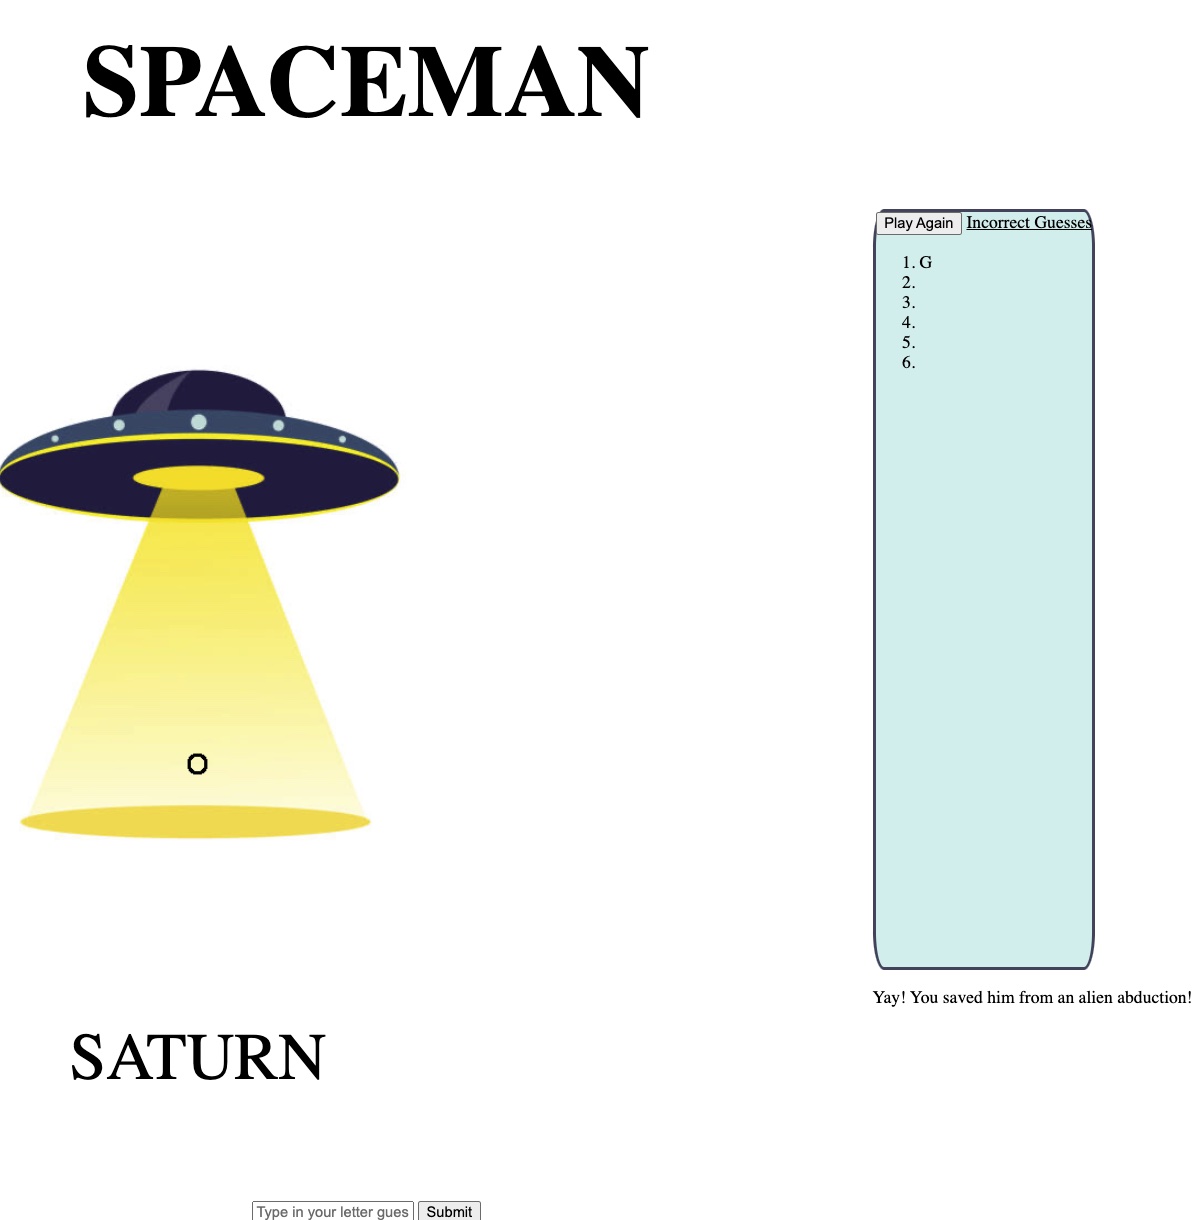 SPACEMAN
Play Again Incorrect Guesses
1. G
2.
3.
4.
5.
6.
Yay! You saved him from an alien abduction!
SATURN
Type in your letter gues Submit